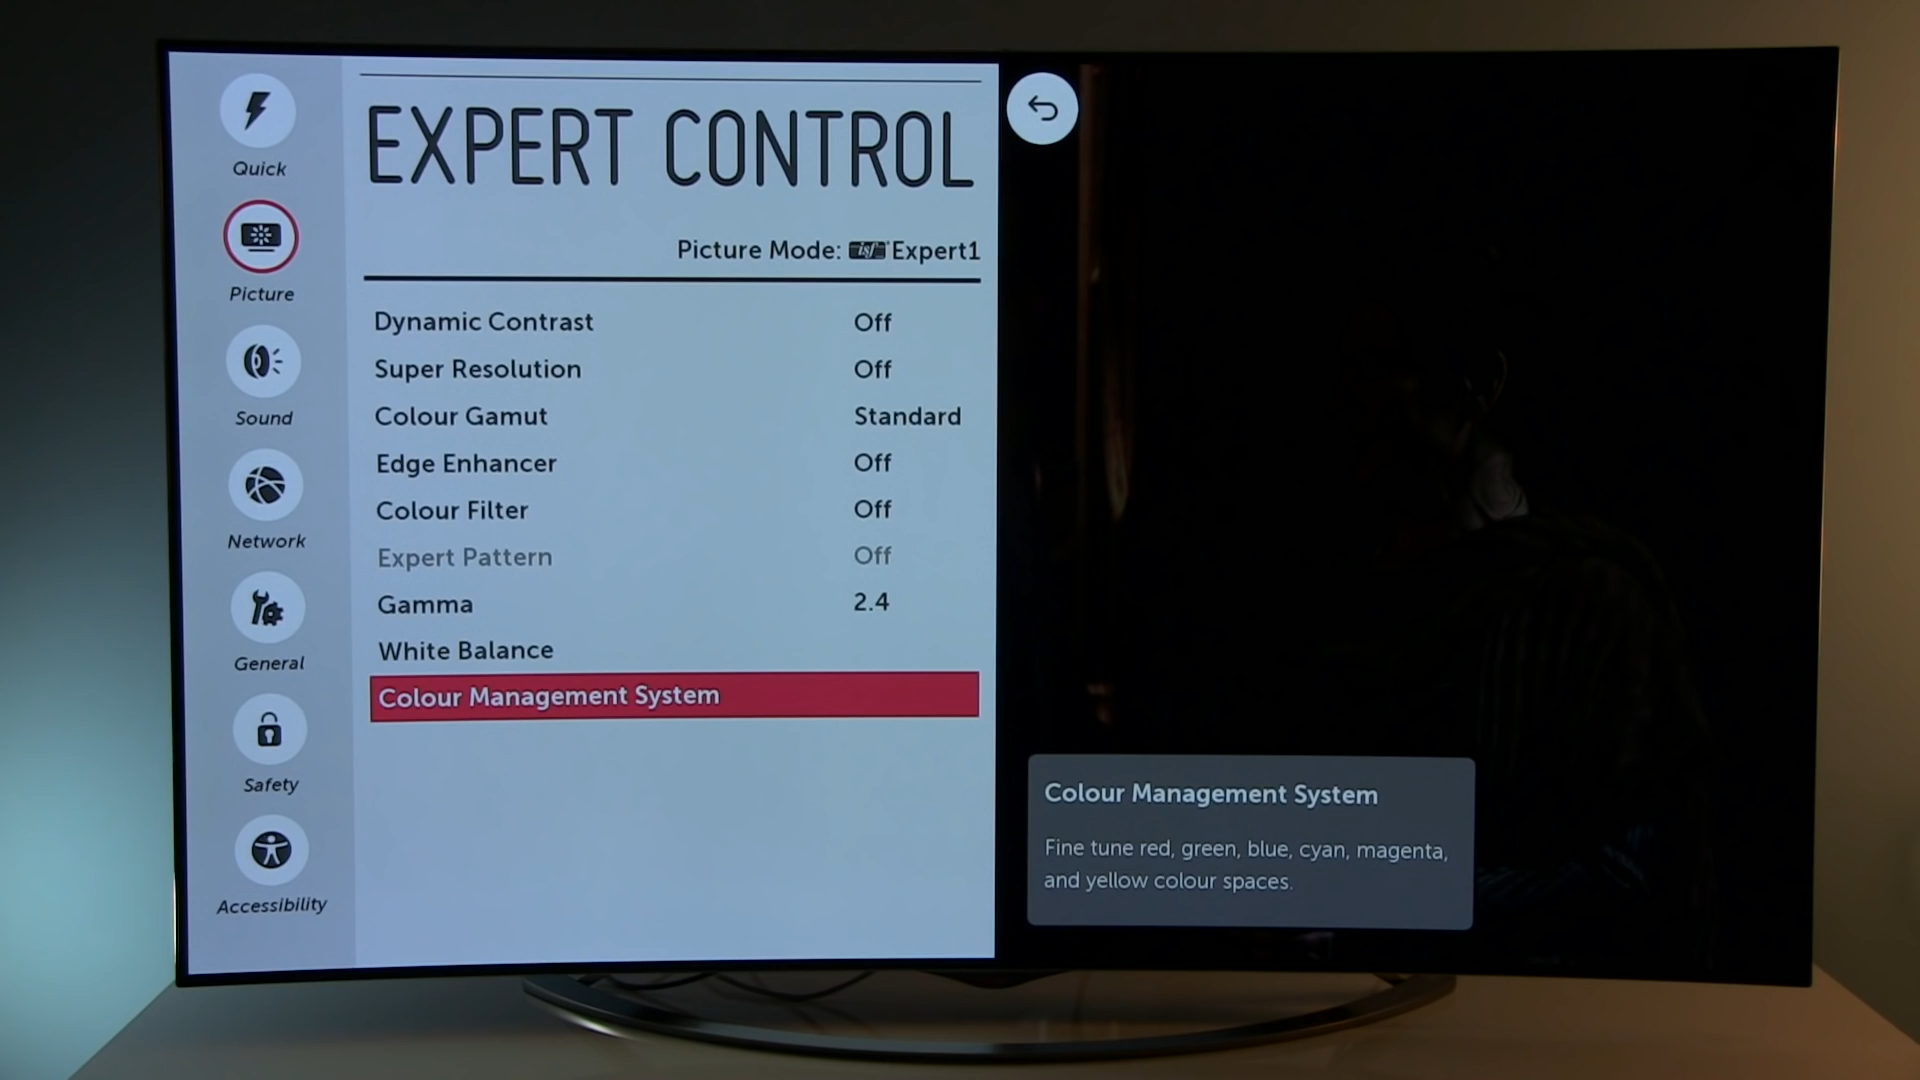 EXPERT CONTROL
Picture Mode: isf Expert1
Quick
Picture
Sound
Network
General
Safety
Accessibility
Dynamic Contrast Off
Super Resolution Off
Colour Gamut Standard
Edge Enhancer Off
Colour Filter Off
Expert Pattern Off
Gamma 2.4
White Balance
Colour Management System
Colour Management System
Fine tune red, green, blue, cyan, magenta,
and yellow colour spaces.